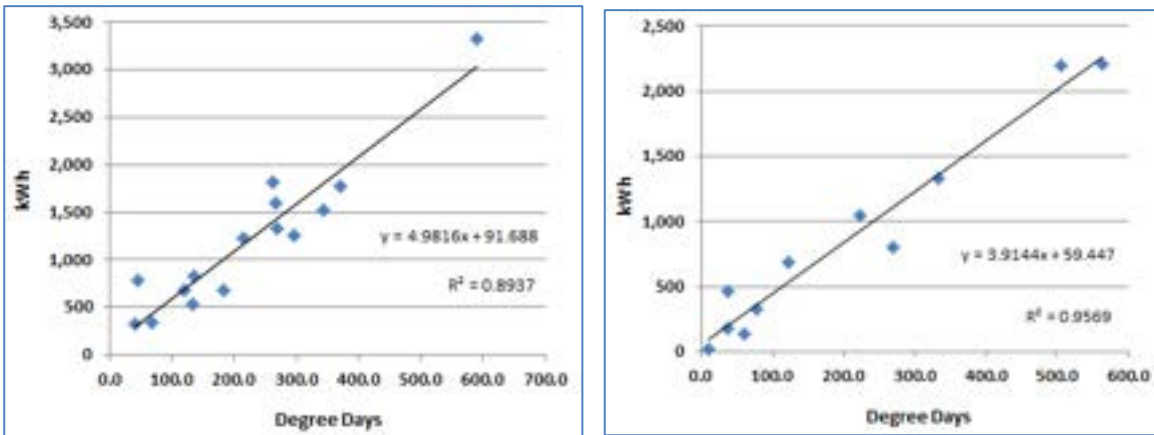 3,500
3,000
2,500
2,000
1,500
1,000
500
0
kWh
y = 4.9816x + 91.688
R² = 0.8937
0.0 100.0 200.0 300.0 400.0 500.0 600.0 700.0
Degree Days
2,500
2,000
1,500
1,000
500
0
kWh
y = 3.9144x + 59.447
R² = 0.9569
0.0 100.0 200.0 300.0 400.0 500.0 600.0
Degree Days